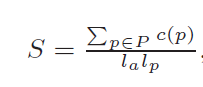 S = \frac{\sum_{p \in P} c(p)}{l_a l_p},